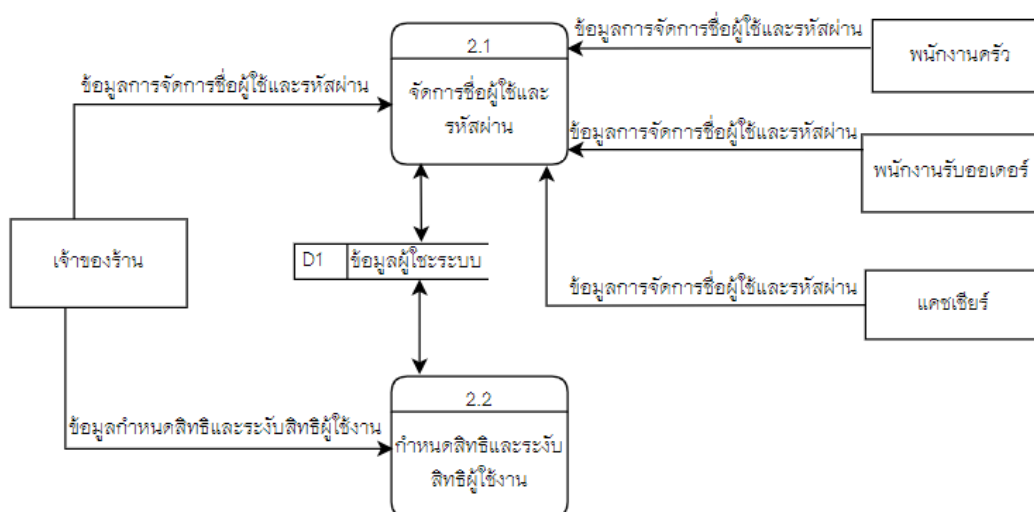 ข้อมูลการจัดการชื่อผู้ใช้และรหัสผ่าน
2.1
พนักงานครัว
ข้อมูลการจัดการชื่อผู้ใช้และรหัสผ่าน
จัดการชื่อผู้ใช้และ
รหัสผ่าน
ข้อมูลการจัดการชื่อผู้ใช้และรหัสผ่าน
พนักงานรับออเดอร์
เจ้าของร้าน
D1
ข้อมูลผู้ใชะระบบ
ข้อมูลการจัดการชื่อผู้ใช้และรหัสผ่าน
แคชเชียร์
2.2
ข้อมูลกำหนดสิทธิและระงับสิทธิผู้ใช้งาน
กำหนดสิทธิและระงับ
สิทธิผู้ใช้งาน